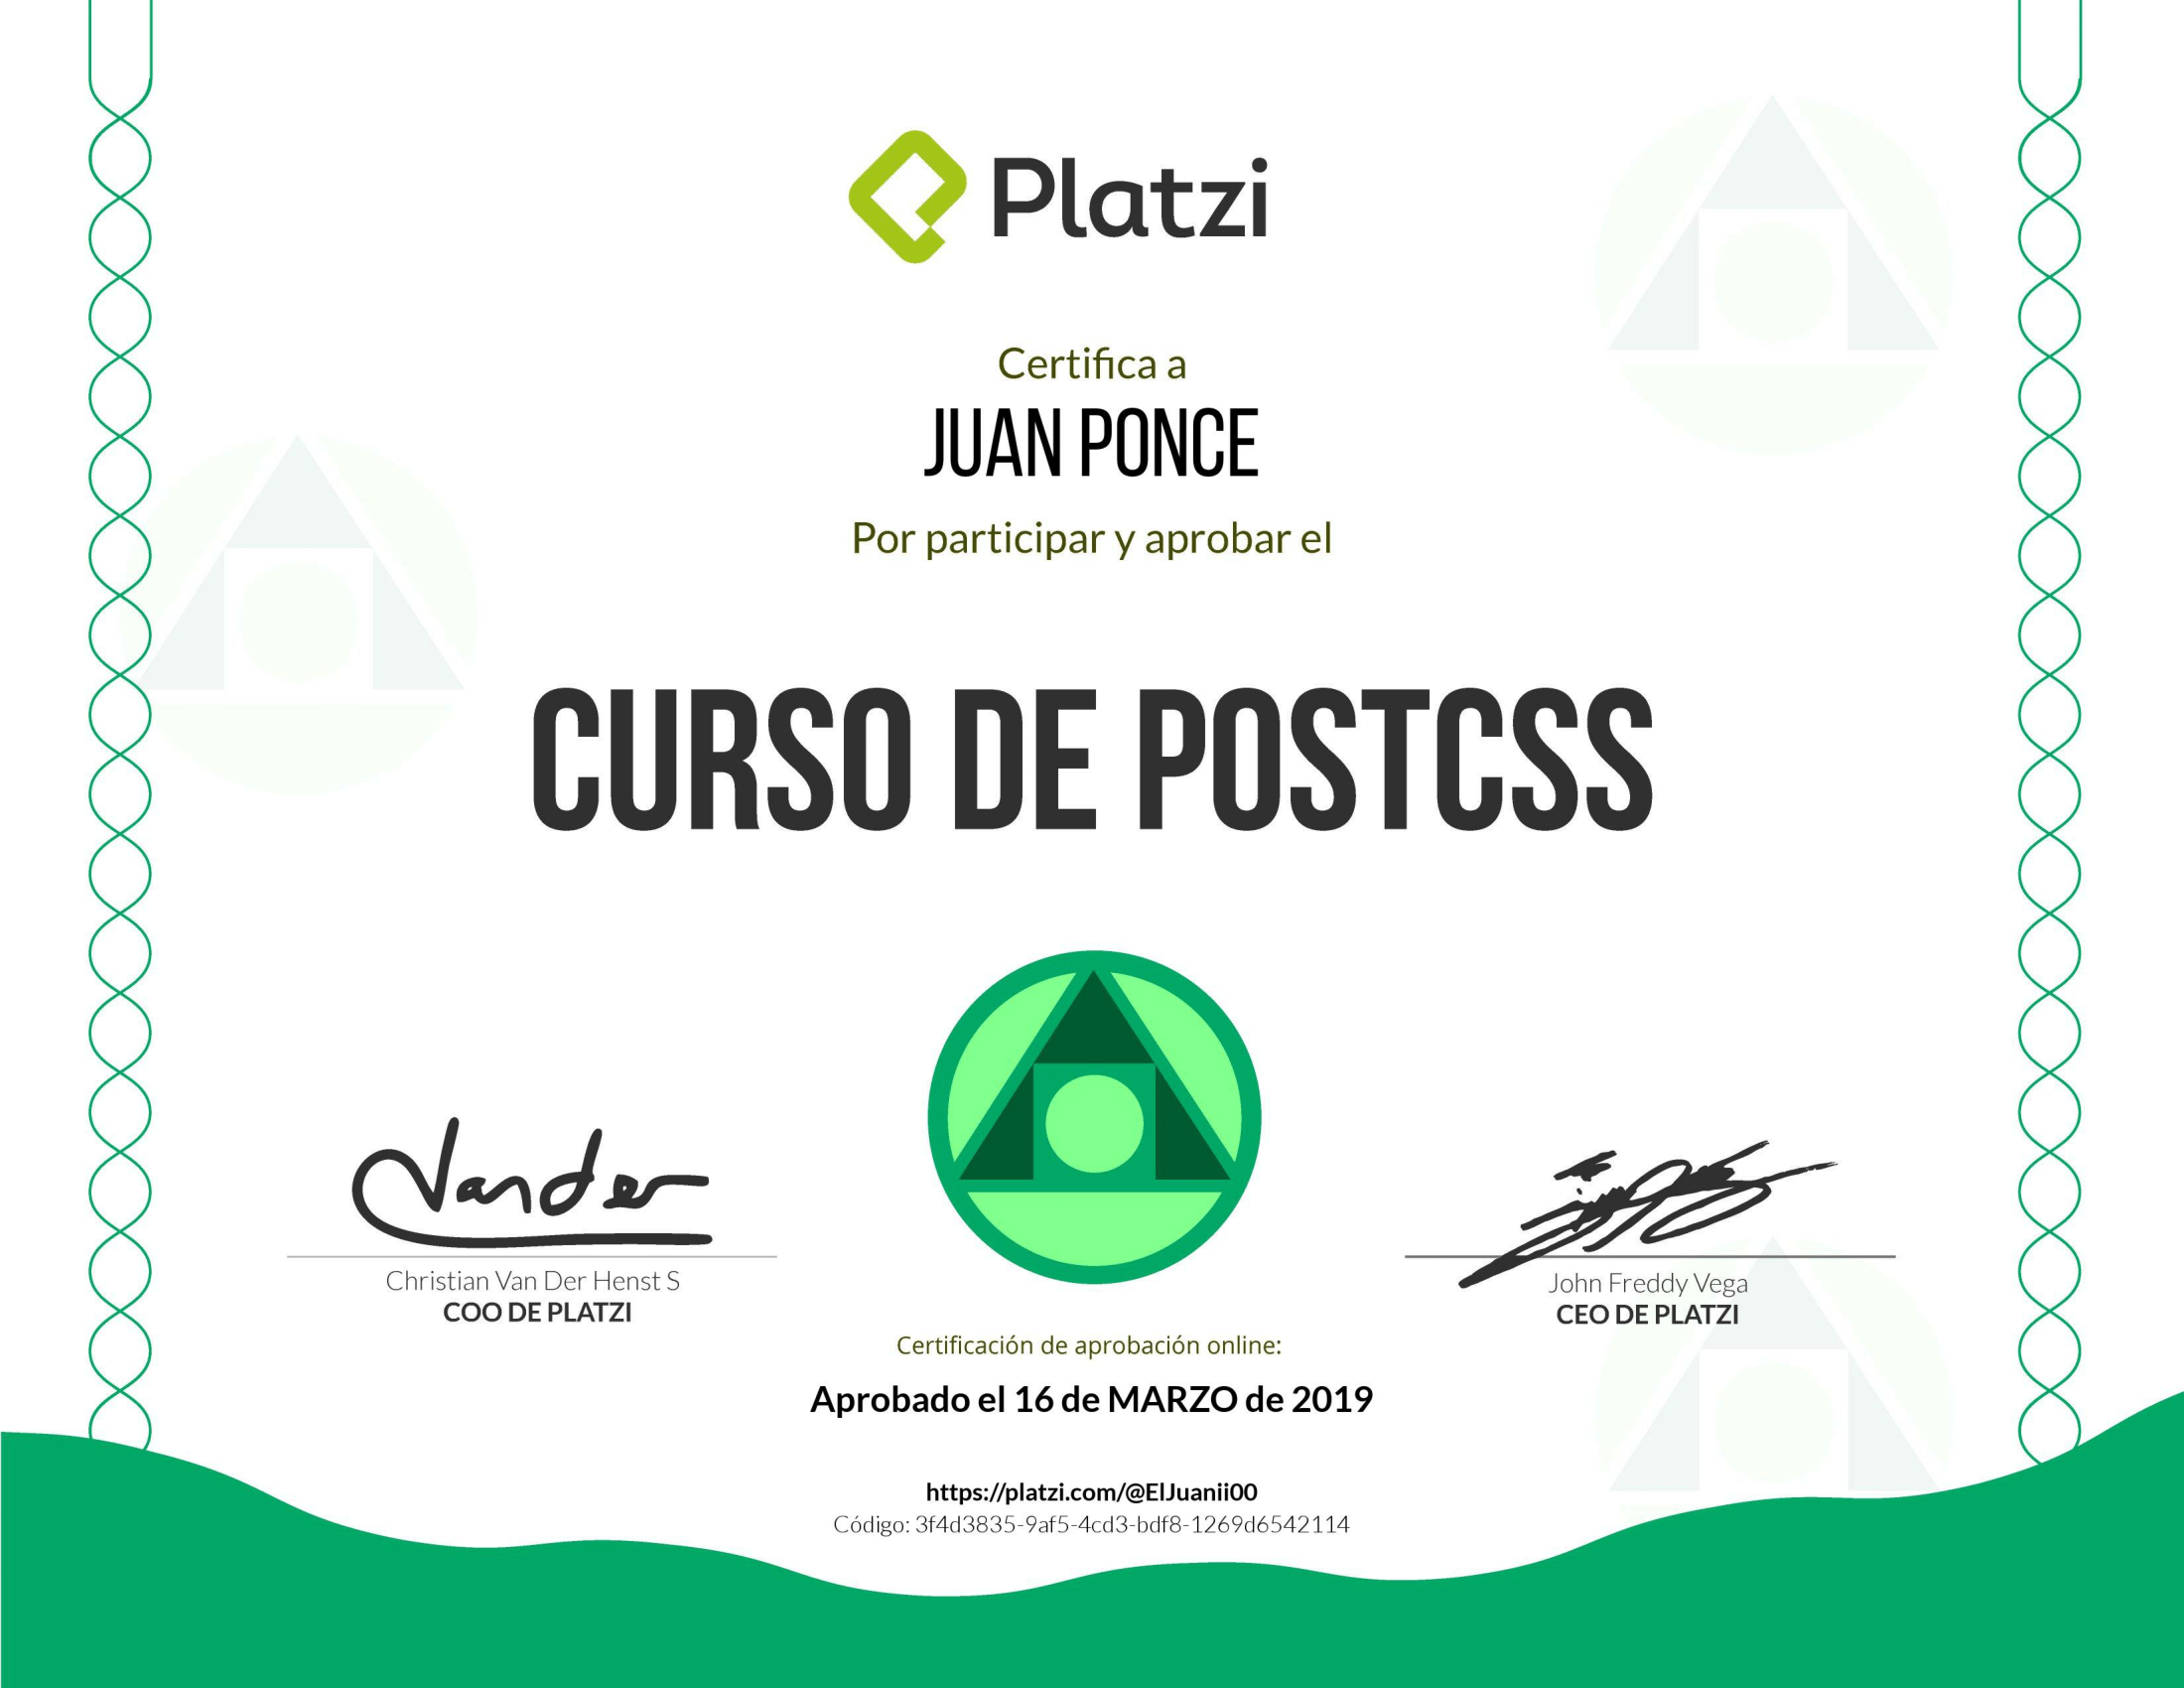 Platzi
Certifica a
JUAN PONCE
Por participar y aprobar el
CURSO DE POSTCSS
Vander
Christian Van Der Henst S
COO DE PLATZI
John Freddy Vega
CEO DE PLATZI
Certificación de aprobación online:
Aprobado el 16 de MARZO de 2019
https://platzi.com/@ElJuanii00
Código: 3f4d3835-9af5-4cd3-bdf8-1269d6542114